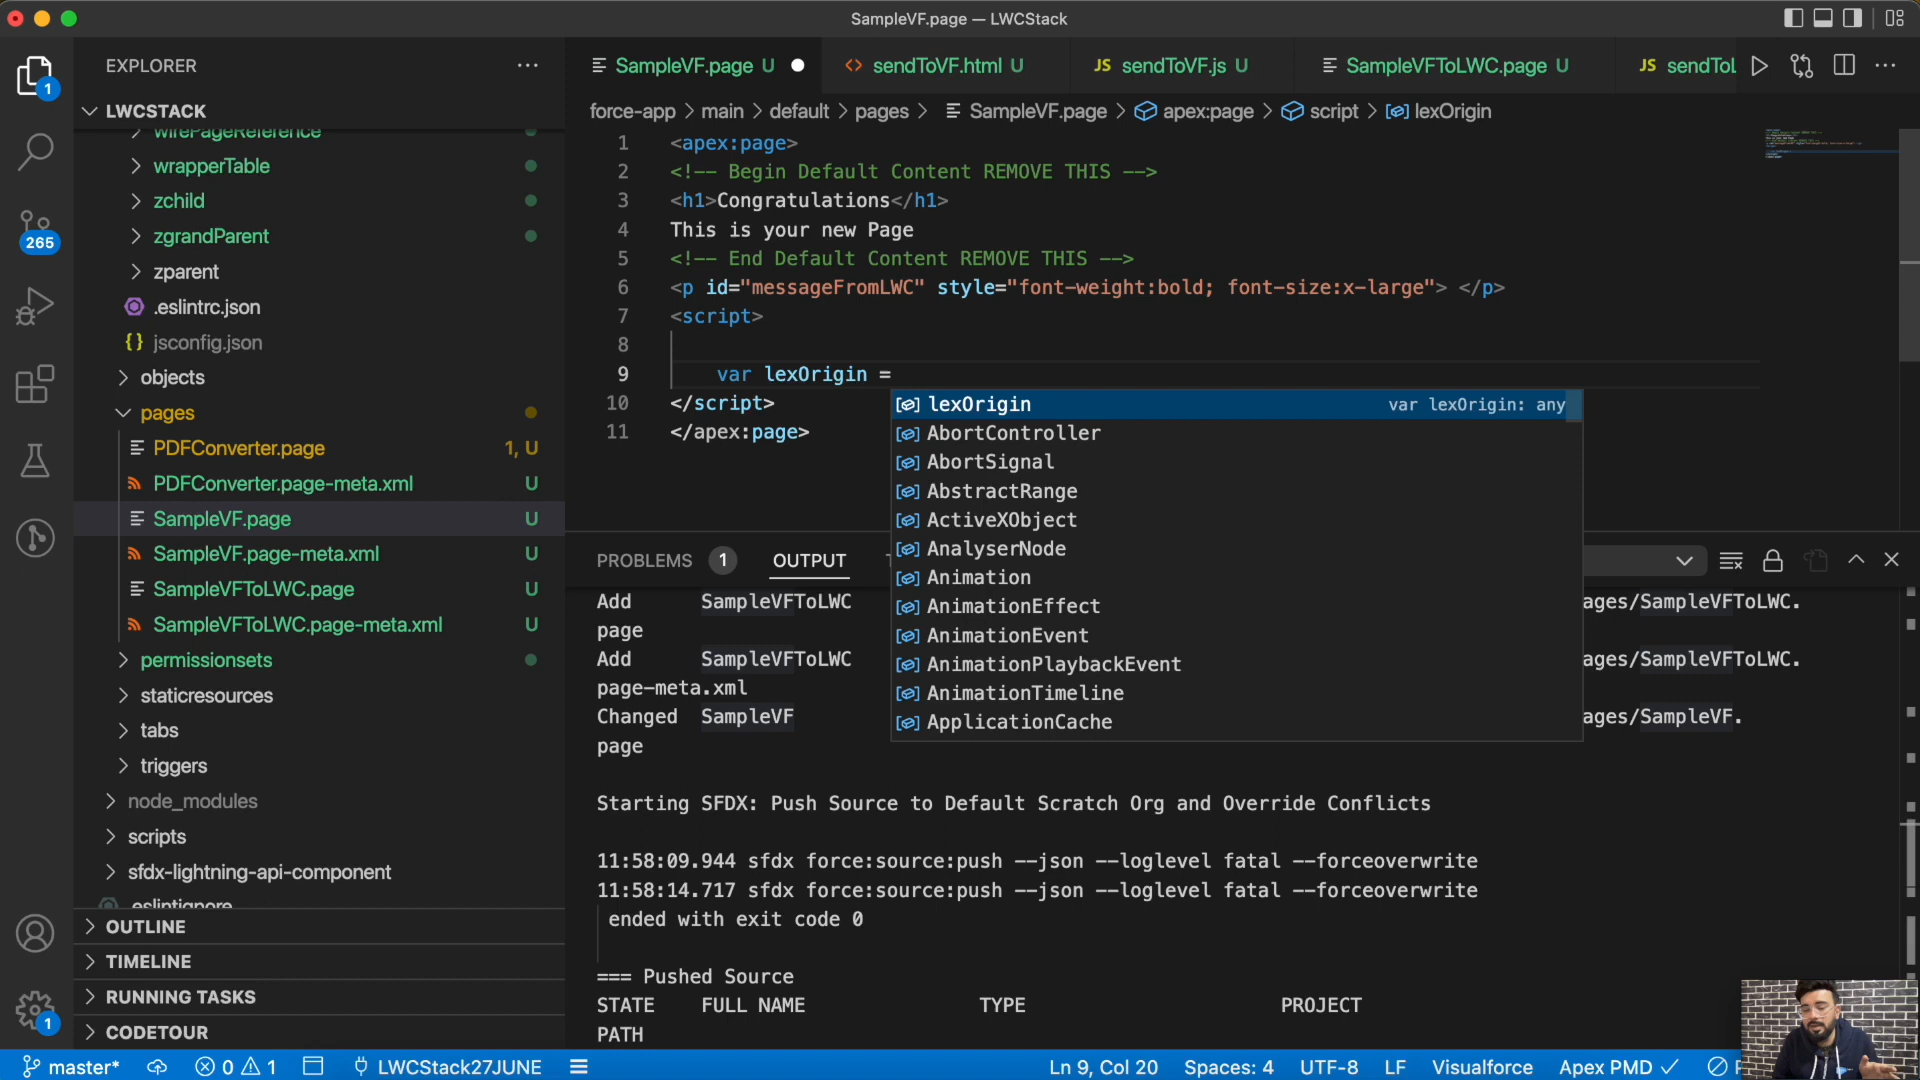 SampleVF.page — LWCStack
EXPLORER
SampleVF.page U
sendToVF.html U
JS sendToVF.js U
SampleVFToLWC.page U
JS sendToL
1
LWCSTACK
force-app > main > default > pages > SampleVF.page > apex:page > script > lexOrigin
wirePageReference
wrapperTable
zchild
zgrandParent
zparent
.eslintrc.json
{} jsconfig.json
objects
pages
PDFConverter.page 1, U
PDFConverter.page-meta.xml U
SampleVF.page U
SampleVF.page-meta.xml U
SampleVFToLWC.page U
SampleVFToLWC.page-meta.xml U
permissionsets
staticresources
tabs
triggers
node_modules
scripts
sfdx-lightning-api-component
.eslintignore
OUTLINE
TIMELINE
RUNNING TASKS
CODETOUR
265
1
1 <apex:page>
2 <!-- Begin Default Content REMOVE THIS -->
3 <h1>Congratulations</h1>
4 This is your new Page
5 <!-- End Default Content REMOVE THIS -->
6 <p id="messageFromLWC" style="font-weight:bold; font-size:x-large"> </p>
7 <script>
8
9 var lexOrigin =
10 </script>
11 </apex:page>
lexOrigin var lexOrigin: any
AbortController
AbortSignal
AbstractRange
ActiveXObject
AnalyserNode
Animation
AnimationEffect
AnimationEvent
AnimationPlaybackEvent
AnimationTimeline
ApplicationCache
PROBLEMS 1 OUTPUT
Add SampleVFToLWC ages/SampleVFToLWC.
page
Add SampleVFToLWC ages/SampleVFToLWC.
page-meta.xml
Changed SampleVF ages/SampleVF.
page
Starting SFDX: Push Source to Default Scratch Org and Override Conflicts
11:58:09.944 sfdx force:source:push --json --loglevel fatal --forceoverwrite
11:58:14.717 sfdx force:source:push --json --loglevel fatal --forceoverwrite
ended with exit code 0
=== Pushed Source
STATE FULL NAME TYPE PROJECT
PATH
master* 0 1 LWCStack27JUNE Ln 9, Col 20 Spaces: 4 UTF-8 LF Visualforce Apex PMD ✓